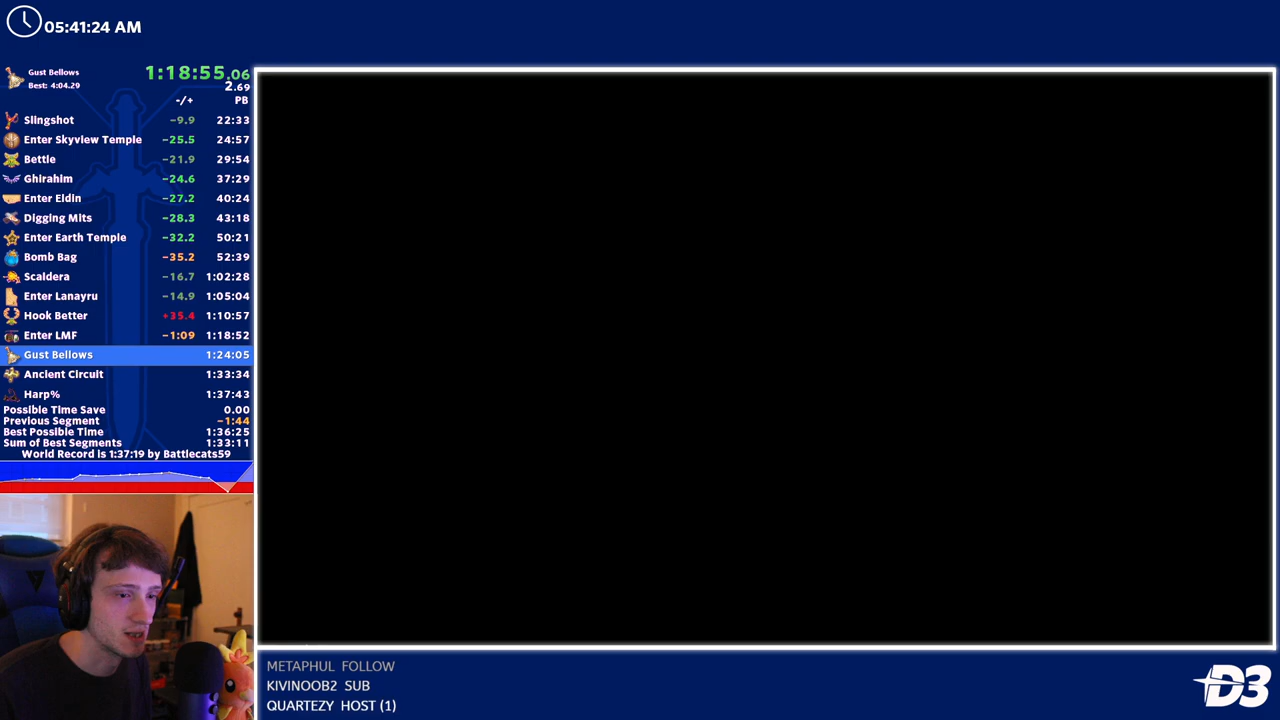 05:41:24 AM
Gust Bellows
Best: 4:04.29
1:18:55.06
2.69
-/+ PB
Slingshot −9.9 22:33
Enter Skyview Temple −25.5 24:57
Bettle −21.9 29:54
Ghirahim −24.6 37:29
Enter Eldin −27.2 40:24
Digging Mits −28.3 43:18
Enter Earth Temple −32.2 50:21
Bomb Bag −35.2 52:39
Scaldera −16.7 1:02:28
Enter Lanayru −14.9 1:05:04
Hook Better +35.4 1:10:57
Enter LMF −1:09 1:18:52
Gust Bellows 1:24:05
Ancient Circuit 1:33:34
Harp% 1:37:43
Possible Time Save 0.00
Previous Segment −1:44
Best Possible Time 1:36:25
Sum of Best Segments 1:33:11
World Record is 1:37:19 by Battlecats59
METAPHUL FOLLOW
KIVINOOB2 SUB
QUARTEZY HOST (1)
D3